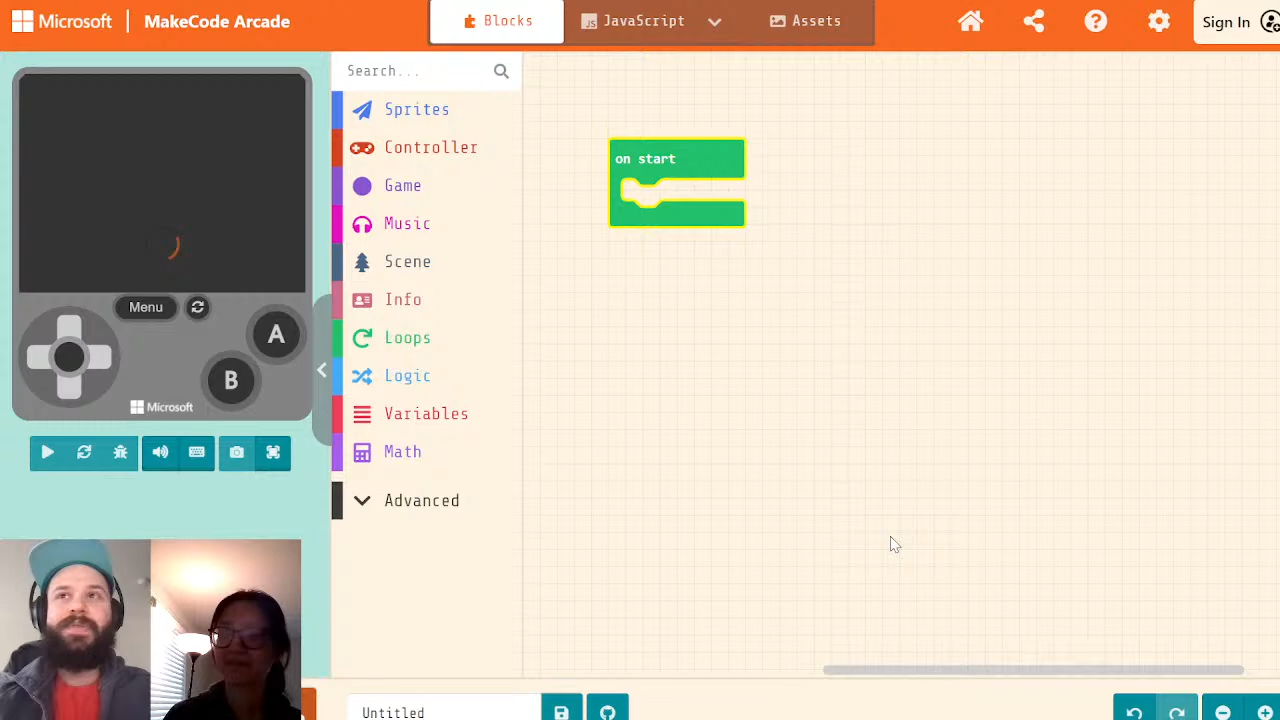 Microsoft
MakeCode Arcade
Blocks
JavaScript
Assets
Sign In
Search...
Sprites
Controller
Game
Music
Scene
Info
Loops
Logic
Variables
Math
Advanced
on start
Menu
A
B
Microsoft
Untitled